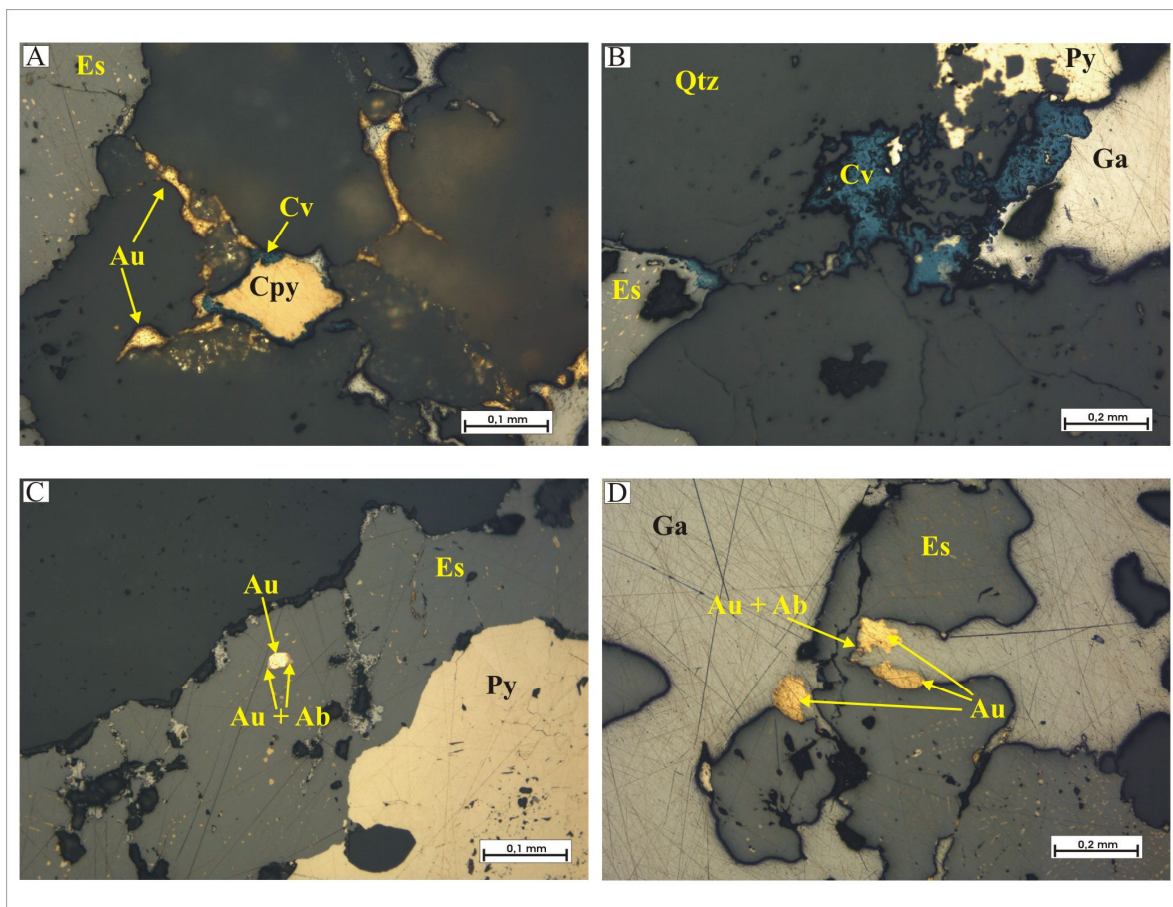 A
Es
Cv
Au
Cpy
0,1 mm
B
Py
Qtz
Ga
Cv
Es
0,2 mm
C
Es
Au
Au + Ab
Py
0,1 mm
D
Ga
Es
Au + Ab
Au
0,2 mm